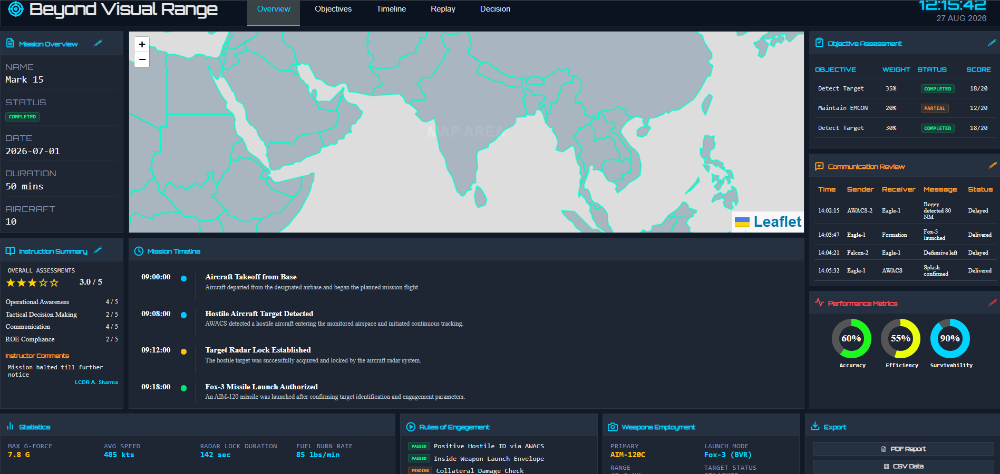 Beyond Visual Range
Overview
Objectives
Timeline
Replay
Decision
12:15:42
27 AUG 2026
Mission Overview
NAME
Mark 15
STATUS
COMPLETED
DATE
2026-07-01
DURATION
50 mins
AIRCRAFT
10
+
−
MAP AREA
Leaflet
Objective Assessment
OBJECTIVE WEIGHT STATUS SCORE
Detect Target 35% COMPLETED 18/20
Maintain EMCON 20% PARTIAL 12/20
Detect Target 30% COMPLETED 18/20
Communication Review
Time Sender Receiver Message Status
14:02:15 AWACS-2 Eagle-1 Bogey detected 80 NM Delayed
14:03:47 Eagle-1 Formation Fox-3 launched Delivered
14:04:21 Falcon-2 Eagle-1 Defensive left Delayed
14:05:32 Eagle-1 AWACS Splash confirmed Delivered
Instruction Summary
OVERALL ASSESSMENTS
3.0 / 5
Operational Awareness 4 / 5
Tactical Decision Making 2 / 5
Communication 4 / 5
ROE Compliance 2 / 5
Instructor Comments
Mission halted till further
notice
LCDR A. Sharma
Mission Timeline
09:00:00 Aircraft Takeoff from Base
Aircraft departed from the designated airbase and began the planned mission flight.
09:08:00 Hostile Aircraft Target Detected
AWACS detected a hostile aircraft entering the monitored airspace and initiated continuous tracking.
09:12:00 Target Radar Lock Established
The hostile target was successfully acquired and locked by the aircraft radar system.
09:18:00 Fox-3 Missile Launch Authorized
An AIM-120 missile was launched after confirming target identification and engagement parameters.
Performance Metrics
60% 55% 90%
Accuracy Efficiency Survivability
Statistics
MAX G-FORCE AVG SPEED RADAR LOCK DURATION FUEL BURN RATE
7.8 G 485 kts 142 sec 85 lbs/min
Rules of Engagement
PASSED Positive Hostile ID via AWACS
PASSED Inside Weapon Launch Envelope
PENDING Collateral Damage Check
Weapons Employment
PRIMARY LAUNCH MODE
AIM-120C Fox-3 (BVR)
RANGE TARGET STATUS
Export
PDF Report
CSV Data